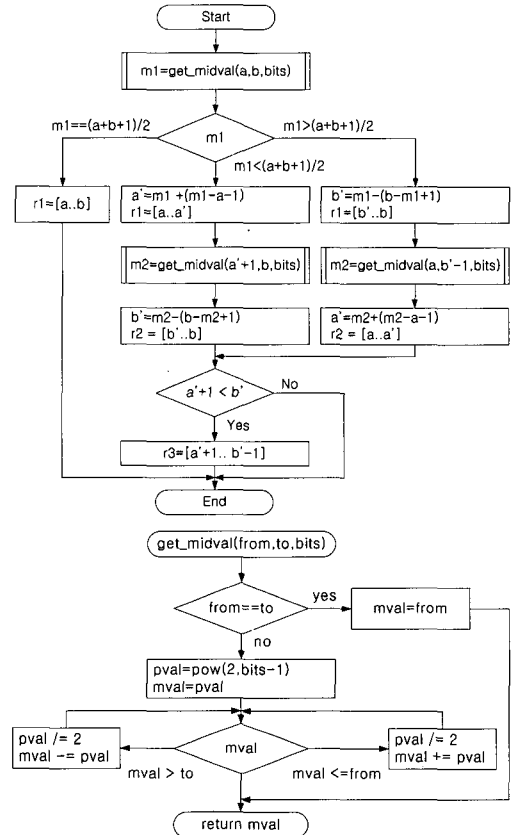 Start
m1=get_midval(a,b,bits)
m1==(a+b+1)/2
m1
m1>(a+b+1)/2
m1<(a+b+1)/2
r1=[a..b]
a'=m1 +(m1-a-1)
r1=[a..a']
b'=m1-(b-m1+1)
r1=[b'..b]
m2=get_midval(a'+1,b,bits)
m2=get_midval(a,b'-1,bits)
b'=m2-(b-m2+1)
r2 = [b'..b]
a'=m2+(m2-a-1)
r2 = [a..a']
a'+1 < b'
No
Yes
r3=[a'+1.. b'-1]
End
get_midval(from,to,bits)
from==to
yes
mval=from
no
pval=pow(2,bits-1)
mval=pval
pval /= 2
mval -= pval
mval
pval /= 2
mval += pval
mval > to
mval <=from
return mval